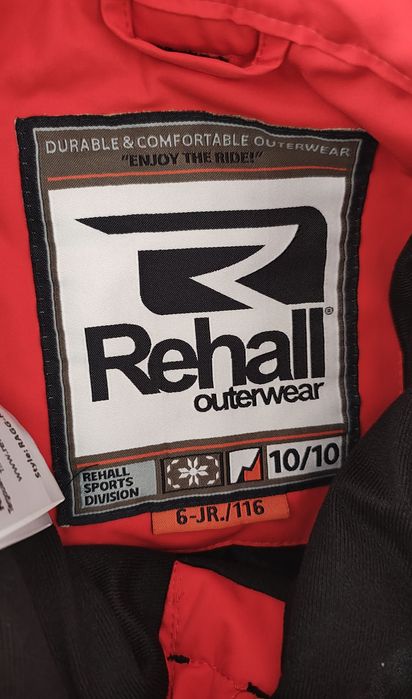 DURABLE & COMFORTABLE OUTERWEAR
"ENJOY THE RIDE!"
Rehall®
outerwear
REHALL
SPORTS
DIVISION
10/10
6-JR./116